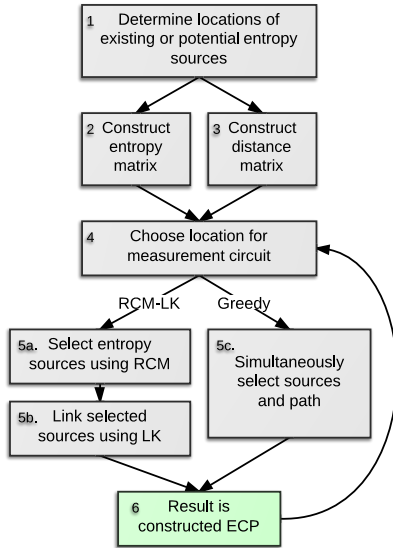 1 Determine locations of
existing or potential entropy
sources
2 Construct
entropy
matrix
3 Construct
distance
matrix
4 Choose location for
measurement circuit
RCM-LK
Greedy
5a. Select entropy
sources using RCM
5b. Link selected
sources using LK
5c.
Simultaneously
select sources
and path
6 Result is
constructed ECP